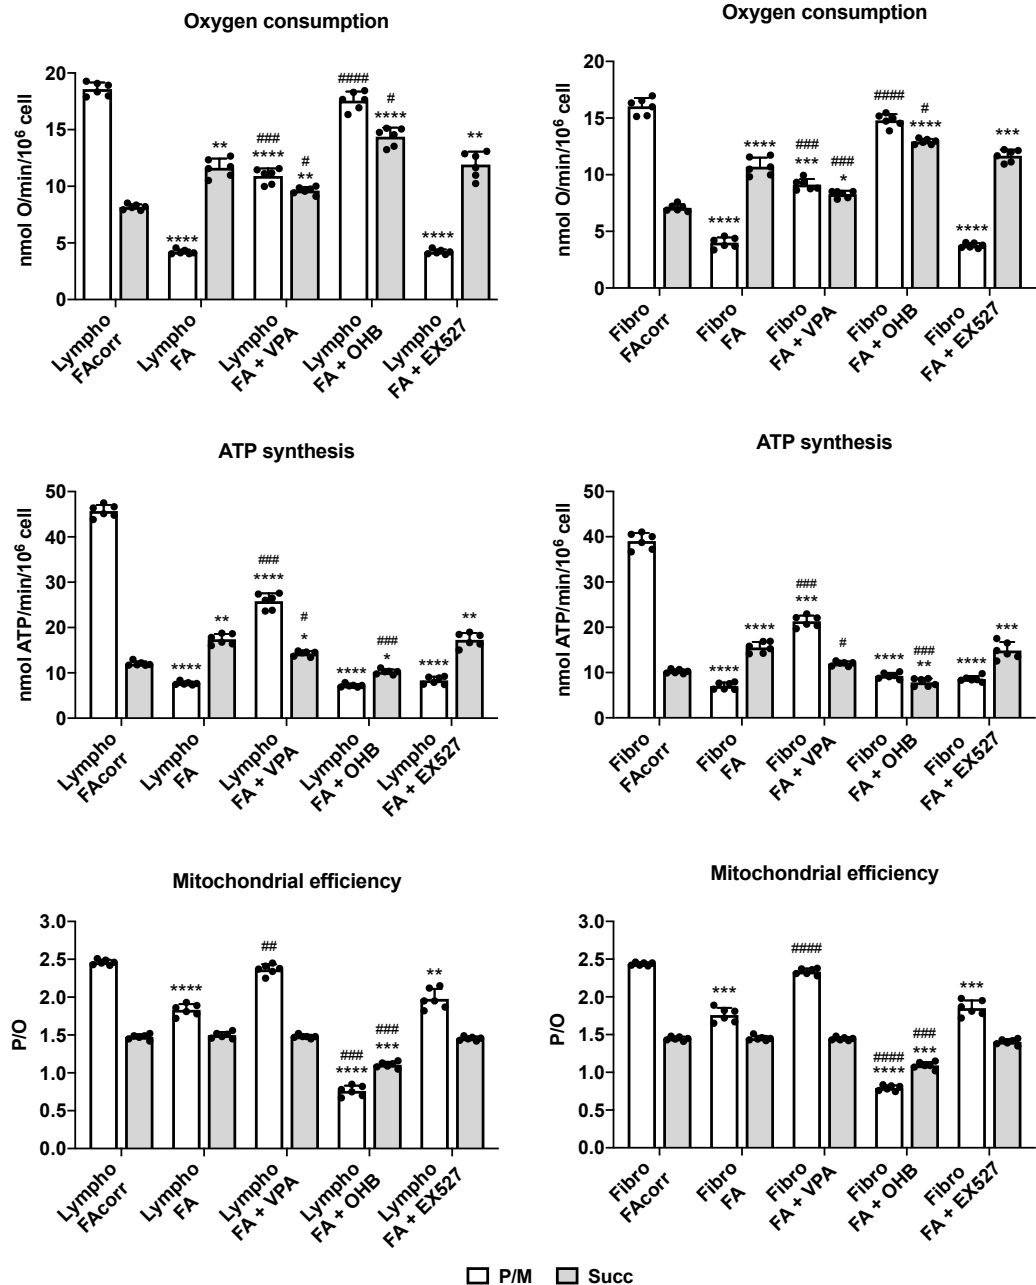 Oxygen consumption
nmol O/min/10⁶ cell
20
15
10
5
0
**** ** ### **** # ** #### # **** **** **
Lympho FAcorr
Lympho FA
Lympho FA + VPA
Lympho FA + OHB
Lympho FA + EX527
Oxygen consumption
nmol O/min/10⁶ cell
20
15
10
5
0
**** **** ### *** ### * #### # **** **** ***
Fibro FAcorr
Fibro FA
Fibro FA + VPA
Fibro FA + OHB
Fibro FA + EX527
ATP synthesis
nmol ATP/min/10⁶ cell
50
40
30
20
10
0
**** ** ### **** # * **** ### * **** **
Lympho FAcorr
Lympho FA
Lympho FA + VPA
Lympho FA + OHB
Lympho FA + EX527
ATP synthesis
nmol ATP/min/10⁶ cell
50
40
30
20
10
0
**** **** ### *** # **** ### ** **** ***
Fibro FAcorr
Fibro FA
Fibro FA + VPA
Fibro FA + OHB
Fibro FA + EX527
Mitochondrial efficiency
P/O
3.0
2.5
2.0
1.5
1.0
0.5
0.0
**** ## ### **** ### *** **
Lympho FAcorr
Lympho FA
Lympho FA + VPA
Lympho FA + OHB
Lympho FA + EX527
Mitochondrial efficiency
P/O
3.0
2.5
2.0
1.5
1.0
0.5
0.0
*** #### #### **** ### *** ***
Fibro FAcorr
Fibro FA
Fibro FA + VPA
Fibro FA + OHB
Fibro FA + EX527
P/M Succ